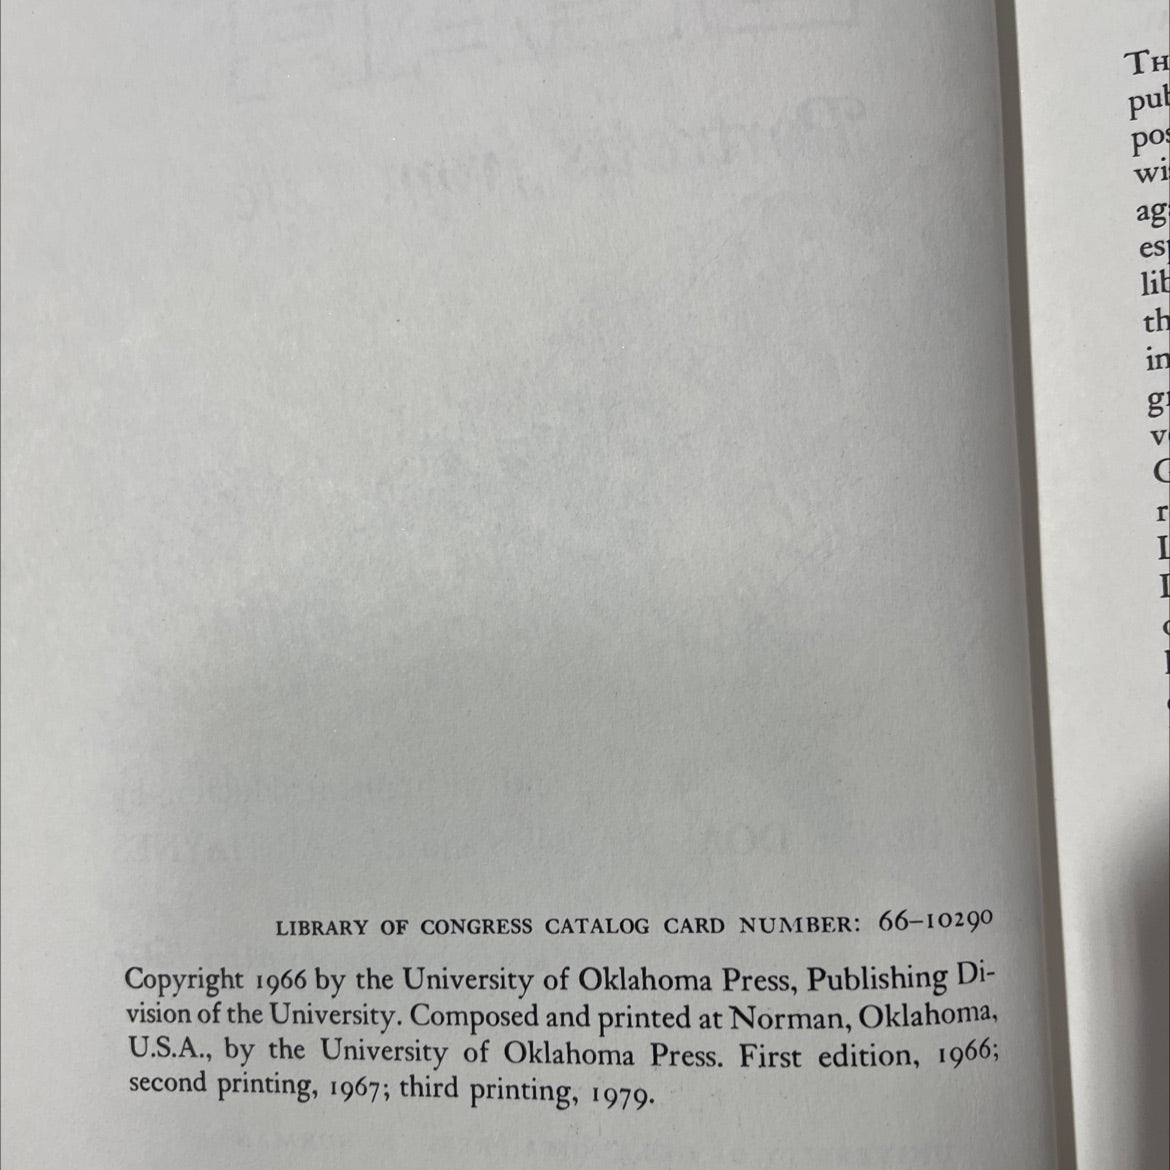 LIBRARY OF CONGRESS CATALOG CARD NUMBER: 66–10290
Copyright 1966 by the University of Oklahoma Press, Publishing Di-
vision of the University. Composed and printed at Norman, Oklahoma,
U.S.A., by the University of Oklahoma Press. First edition, 1966;
second printing, 1967; third printing, 1979.